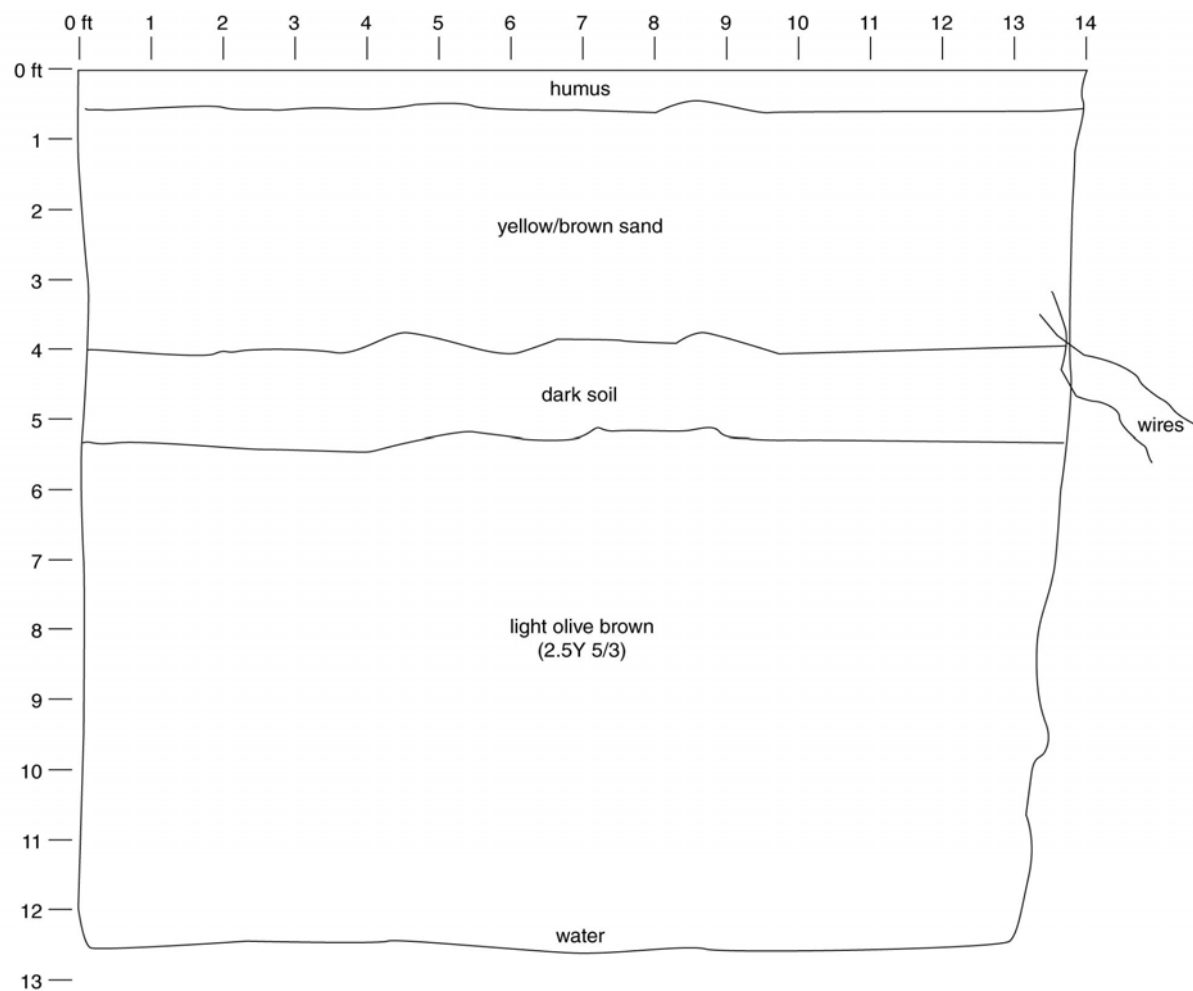 0 ft 1 2 3 4 5 6 7 8 9 10 11 12 13 14
0 ft
humus
1
2
yellow/brown sand
3
4
dark soil
5
wires
6
7
8
light olive brown
(2.5Y 5/3)
9
10
11
12
water
13